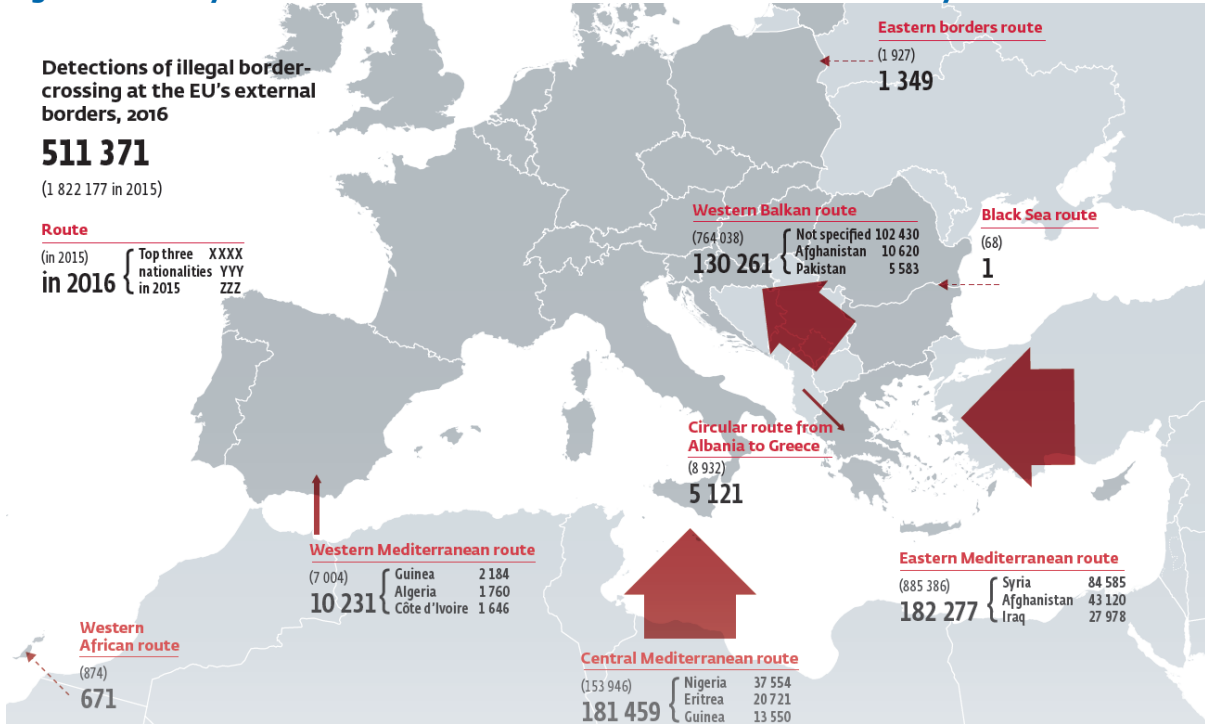 Detections of illegal border-
crossing at the EU's external
borders, 2016
511 371
(1 822 177 in 2015)
Route
(in 2015)
in 2016
Top three XXXX
nationalities YYY
in 2015 ZZZ
Eastern borders route
(1 927)
1 349
Western Balkan route
(764 038)
130 261
Not specified 102 430
Afghanistan 10 620
Pakistan 5 583
Black Sea route
(68)
1
Circular route from
Albania to Greece
(8 932)
5 121
Western Mediterranean route
(7 004)
10 231
Guinea 2 184
Algeria 1 760
Côte d'Ivoire 1 646
Eastern Mediterranean route
(885 386)
182 277
Syria 84 585
Afghanistan 43 120
Iraq 27 978
Western
African route
(874)
671
Central Mediterranean route
(153 946)
181 459
Nigeria 37 554
Eritrea 20 721
Guinea 13 550